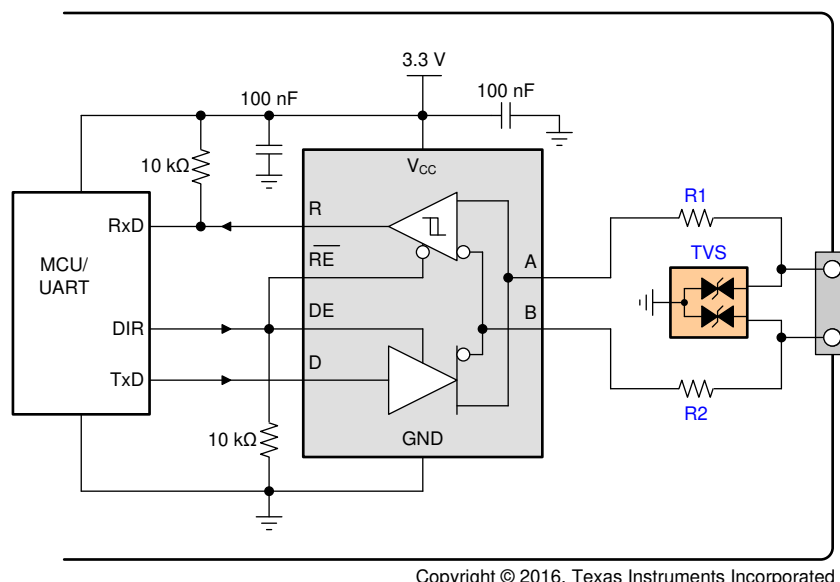 3.3 V
100 nF
100 nF
10 kΩ
VCC
R1
R
RxD
RE
TVS
MCU/
UART
A
DE
B
DIR
D
TxD
R2
10 kΩ
GND
Copyright © 2016, Texas Instruments Incorporated